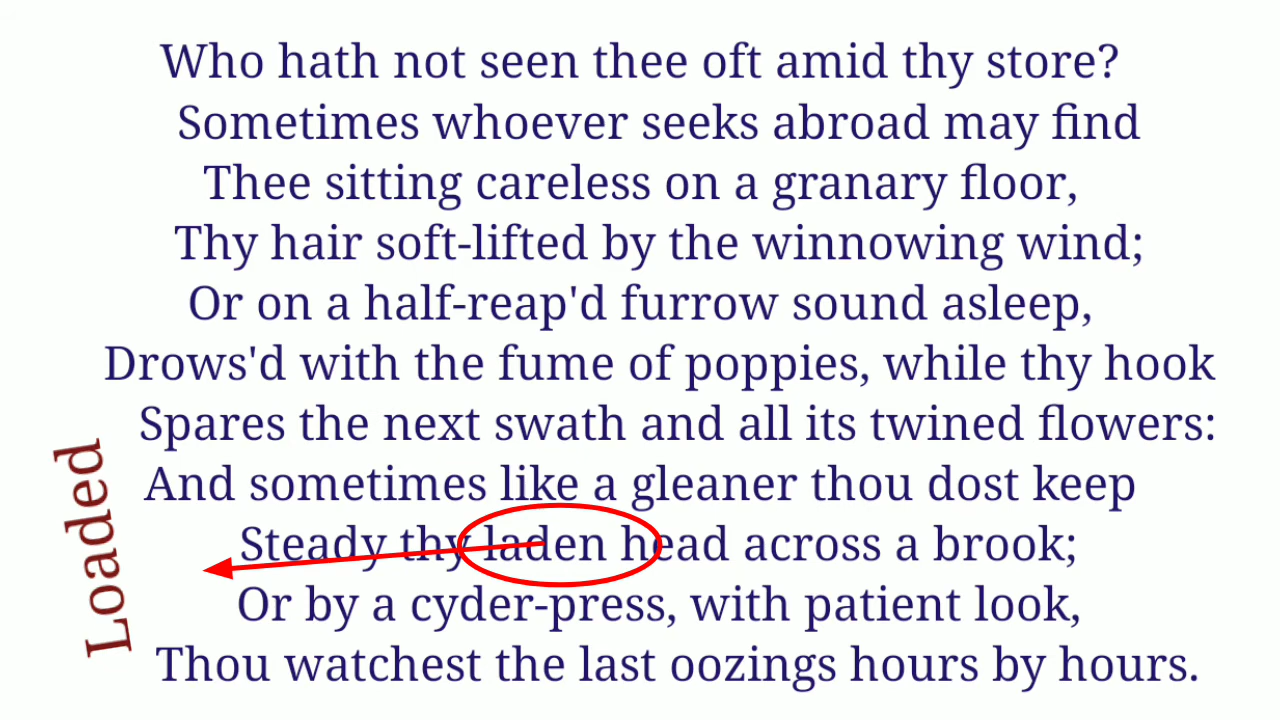 Who hath not seen thee oft amid thy store?
Sometimes whoever seeks abroad may find
Thee sitting careless on a granary floor,
Thy hair soft-lifted by the winnowing wind;
Or on a half-reap'd furrow sound asleep,
Drows'd with the fume of poppies, while thy hook
Spares the next swath and all its twined flowers:
And sometimes like a gleaner thou dost keep
Steady thy laden head across a brook;
Or by a cyder-press, with patient look,
Thou watchest the last oozings hours by hours.
Loaded